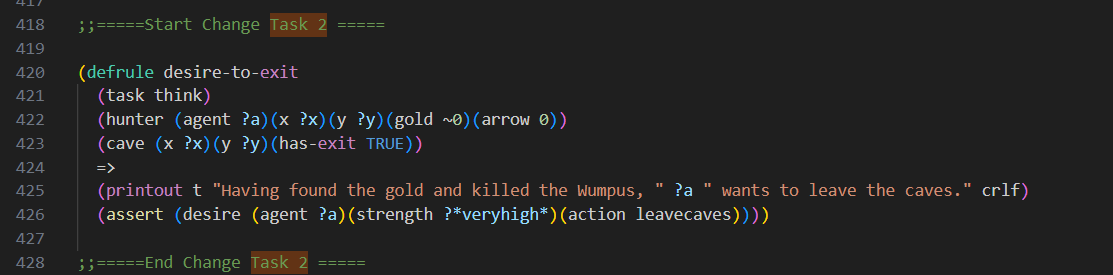 417
418 ;;=====Start Change Task 2 =====
419
420 (defrule desire-to-exit
421 (task think)
422 (hunter (agent ?a)(x ?x)(y ?y)(gold ~0)(arrow 0))
423 (cave (x ?x)(y ?y)(has-exit TRUE))
424 =>
425 (printout t "Having found the gold and killed the Wumpus, " ?a " wants to leave the caves." crlf)
426 (assert (desire (agent ?a)(strength ?*veryhigh*)(action leavecaves))))
427
428 ;;=====End Change Task 2 =====